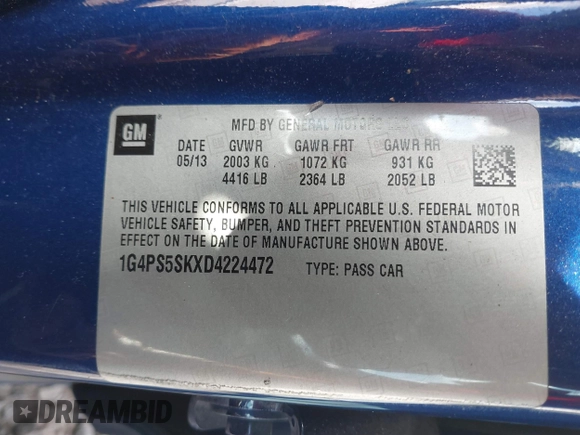 GM ®
MFD BY GENERAL MOTORS LLC
DATE GVWR GAWR FRT GAWR RR
05/13 2003 KG 1072 KG 931 KG
4416 LB 2364 LB 2052 LB
THIS VEHICLE CONFORMS TO ALL APPLICABLE U.S. FEDERAL MOTOR
VEHICLE SAFETY, BUMPER, AND THEFT PREVENTION STANDARDS IN
EFFECT ON THE DATE OF MANUFACTURE SHOWN ABOVE.
1G4PS5SKXD4224472 TYPE: PASS CAR
DREAMBID